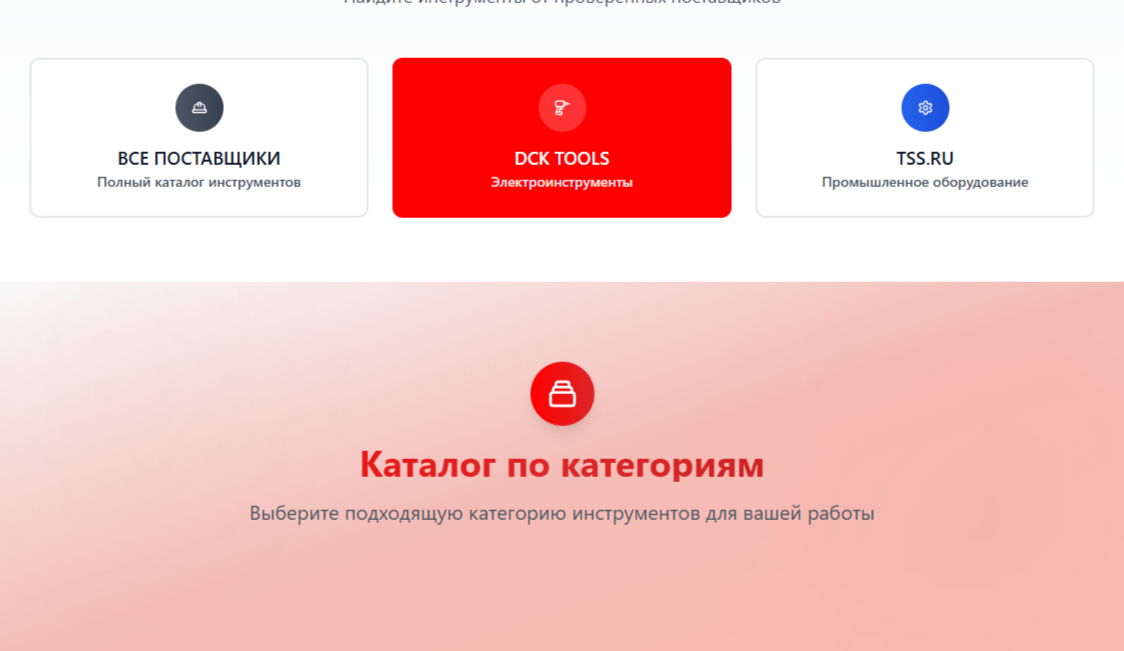 Найдите инструменты от проверенных поставщиков
ВСЕ ПОСТАВЩИКИ
Полный каталог инструментов
DCK TOOLS
Электроинструменты
TSS.RU
Промышленное оборудование
Каталог по категориям
Выберите подходящую категорию инструментов для вашей работы